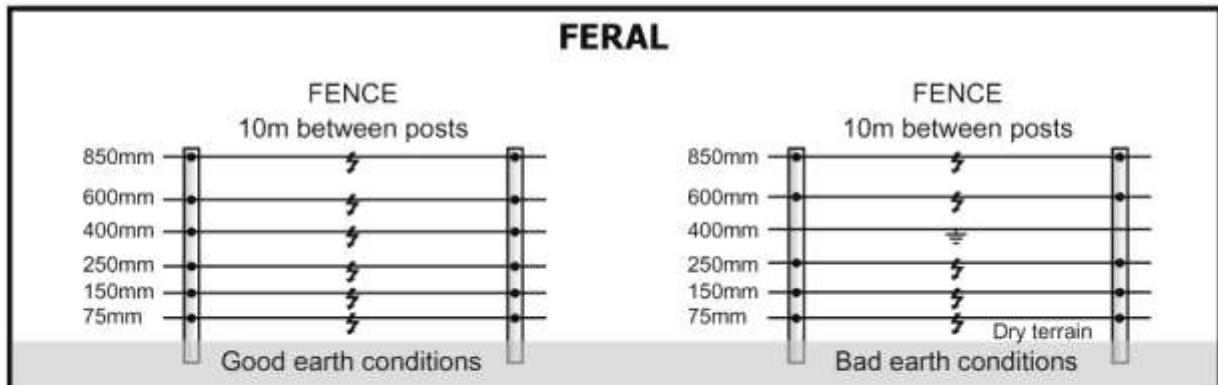 FERAL
FENCE
10m between posts
850mm
600mm
400mm
250mm
150mm
75mm
Good earth conditions
FENCE
10m between posts
850mm
600mm
400mm
250mm
150mm
75mm
Dry terrain
Bad earth conditions